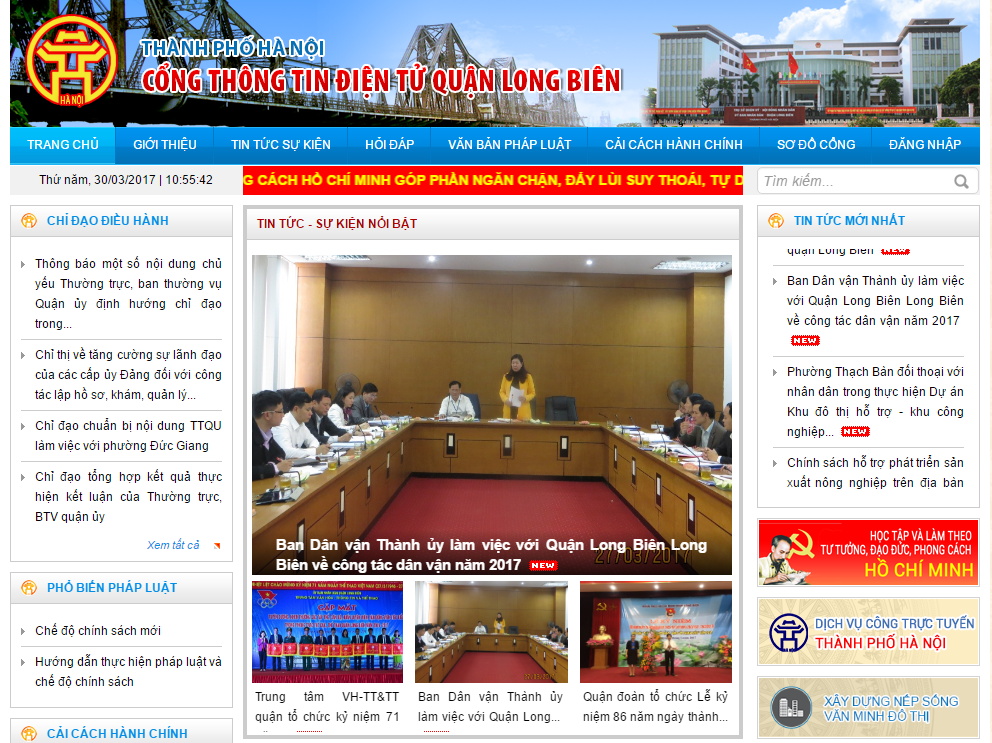 HÀ NỘI
THÀNH PHỐ HÀ NỘI
CỔNG THÔNG TIN ĐIỆN TỬ QUẬN LONG BIÊN
TRANG CHỦ
GIỚI THIỆU
TIN TỨC SỰ KIỆN
HỎI ĐÁP
VĂN BẢN PHÁP LUẬT
CẢI CÁCH HÀNH CHÍNH
SƠ ĐỒ CỔNG
ĐĂNG NHẬP
Thứ năm, 30/03/2017 | 10:55:42
G CÁCH HỒ CHÍ MINH GÓP PHẦN NGĂN CHẶN, ĐẨY LÙI SUY THOÁI, TỰ D
Tìm kiếm...
CHỈ ĐẠO ĐIỀU HÀNH
Thông báo một số nội dung chủ
yếu Thường trực, ban thường vụ
Quận ủy định hướng chỉ đạo
trong...
Chỉ thị về tăng cường sự lãnh đạo
của các cấp ủy Đảng đối với công
tác lập hồ sơ, khám, quản lý...
Chỉ đạo chuẩn bị nội dung TTQU
làm việc với phường Đức Giang
Chỉ đạo tổng hợp kết quả thực
hiện kết luận của Thường trực,
BTV quận ủy
Xem tất cả
PHỔ BIẾN PHÁP LUẬT
Chế độ chính sách mới
Hướng dẫn thực hiện pháp luật và
chế độ chính sách
CẢI CÁCH HÀNH CHÍNH
TIN TỨC - SỰ KIỆN NỔI BẬT
Ban Dân vận Thành ủy làm việc với Quận Long Biên Long
Biên về công tác dân vận năm 2017 NEW
27/03/2017
GẶP MẶT
Trung tâm VH-TT&TT
quận tổ chức kỷ niệm 71
Ban Dân vận Thành ủy
làm việc với Quận Long...
Quận đoàn tổ chức Lễ kỷ
niệm 86 năm ngày thành...
TIN TỨC MỚI NHẤT
quận Long Biên
Ban Dân vận Thành ủy làm việc
với Quận Long Biên Long Biên
về công tác dân vận năm 2017
NEW
Phường Thạch Bàn đối thoại với
nhân dân trong thực hiện Dự án
Khu đô thị hỗ trợ - khu công
nghiệp... NEW
Chính sách hỗ trợ phát triển sản
xuất nông nghiệp trên địa bàn
HỌC TẬP VÀ LÀM THEO
TƯ TƯỞNG, ĐẠO ĐỨC, PHONG CÁCH
HỒ CHÍ MINH
DỊCH VỤ CÔNG TRỰC TUYẾN
THÀNH PHỐ HÀ NỘI
XÂY DỰNG NẾP SỐNG
VĂN MINH ĐÔ THỊ